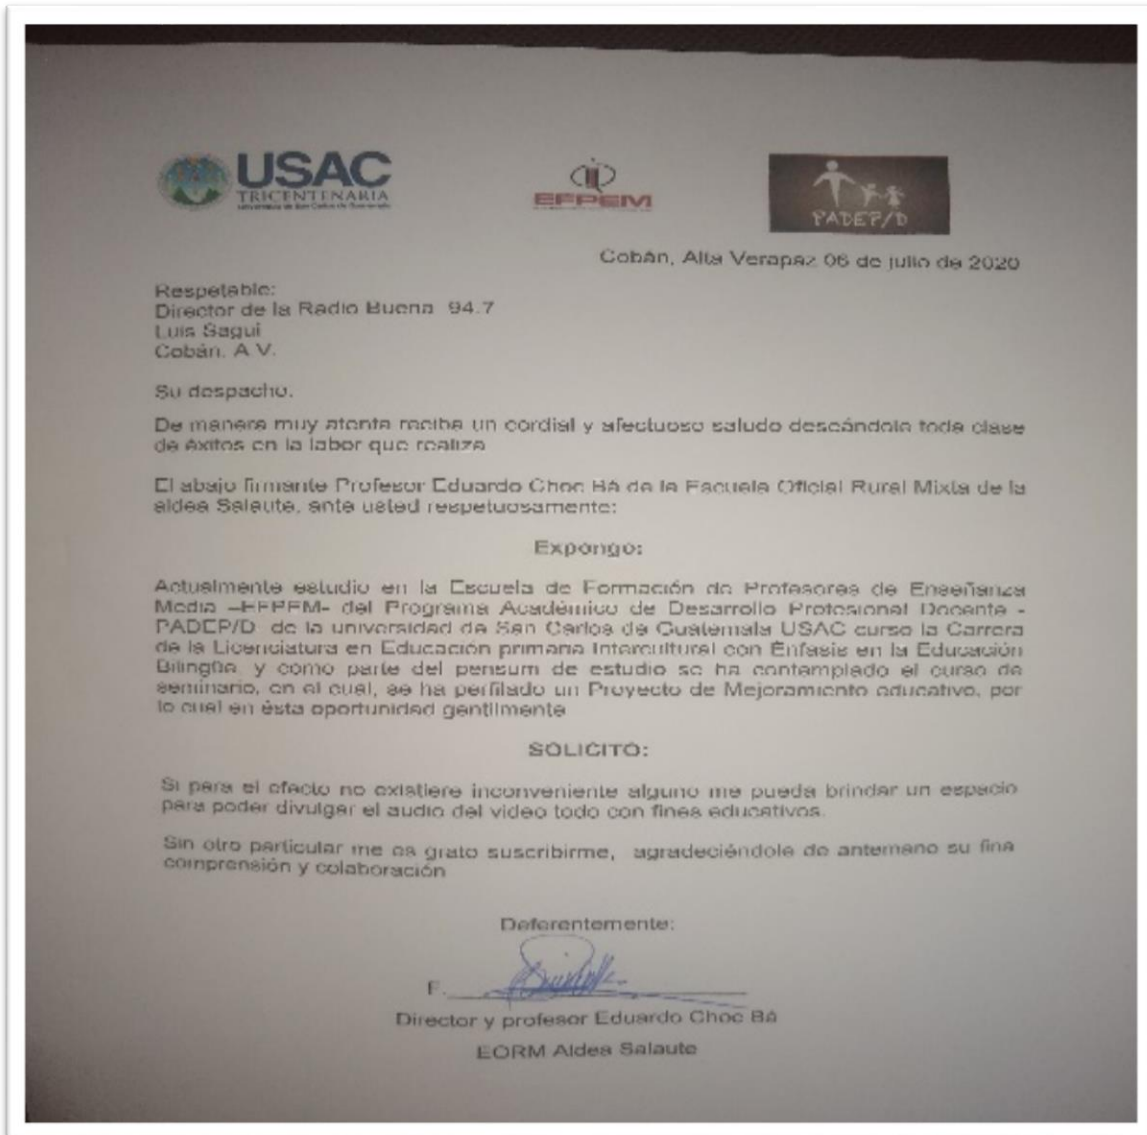 USAC
TRICENTENARIA
Universidad de San Carlos de Guatemala
EFPEM
PADEP/D
Cobán, Alta Verapaz 06 de julio de 2020
Respetable:
Director de la Radio Buena 94.7
Luis Sagui
Cobán. A.V.
Su despacho.
De manera muy atenta reciba un cordial y afectuoso saludo deseándole toda clase
de éxitos en la labor que realiza
El abajo firmante Profesor Eduardo Choc Bá de la Escuela Oficial Rural Mixta de la
aldea Salaute, ante usted respetuosamente:
Expongo:
Actualmente estudio en la Escuela de Formación de Profesores de Enseñanza
Media –EFPEM- del Programa Académico de Desarrollo Profesional Docente -
PADEP/D de la universidad de San Carlos de Guatemala USAC curso la Carrera
de la Licenciatura en Educación primaria Intercultural con Énfasis en la Educación
Bilingüe, y como parte del pensum de estudio se ha contemplado el curso de
seminario, en el cual, se ha perfilado un Proyecto de Mejoramiento educativo, por
lo cual en ésta oportunidad gentilmente
SOLICITO:
Si para el efecto no existiere inconveniente alguno me pueda brindar un espacio
para poder divulgar el audio del video todo con fines educativos.
Sin otro particular me es grato suscribirme, agradeciéndole de antemano su fina
comprensión y colaboración
Deferentemente:
F.
Director y profesor Eduardo Choc Bá
EORM Aldea Salaute